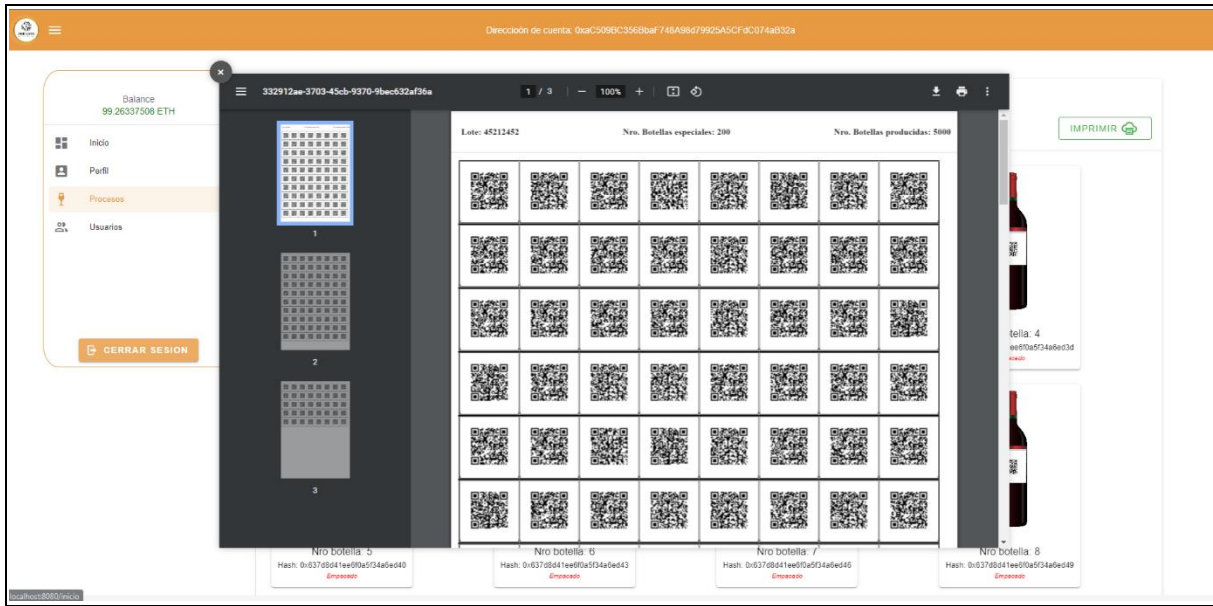 Direccioón de cuenta: 0xaC509BC356BbaF748A98d79925A5CFdC074aB32a
Balance
99.26337508 ETH
Inicio
Perfil
Procesos
Usuarios
CERRAR SESION
332912ae-3703-45cb-9370-9bec632af36a
1 / 3
100%
1
2
3
Lote: 45212452 Nro. Botellas especiales: 200 Nro. Botellas producidas: 5000
IMPRIMIR
tella: 4
ee6f0a5f34a6ed3d
Nro botella: 5
Hash: 0x637d8d41ee6f0a5f34a6ed40
Empacado
Nro botella: 6
Hash: 0x637d8d41ee6f0a5f34a6ed43
Empacado
Nro botella: 7
Hash: 0x637d8d41ee6f0a5f34a6ed46
Empacado
Nro botella: 8
Hash: 0x637d8d41ee6f0a5f34a6ed49
Empacado
localhost:8080/inicio